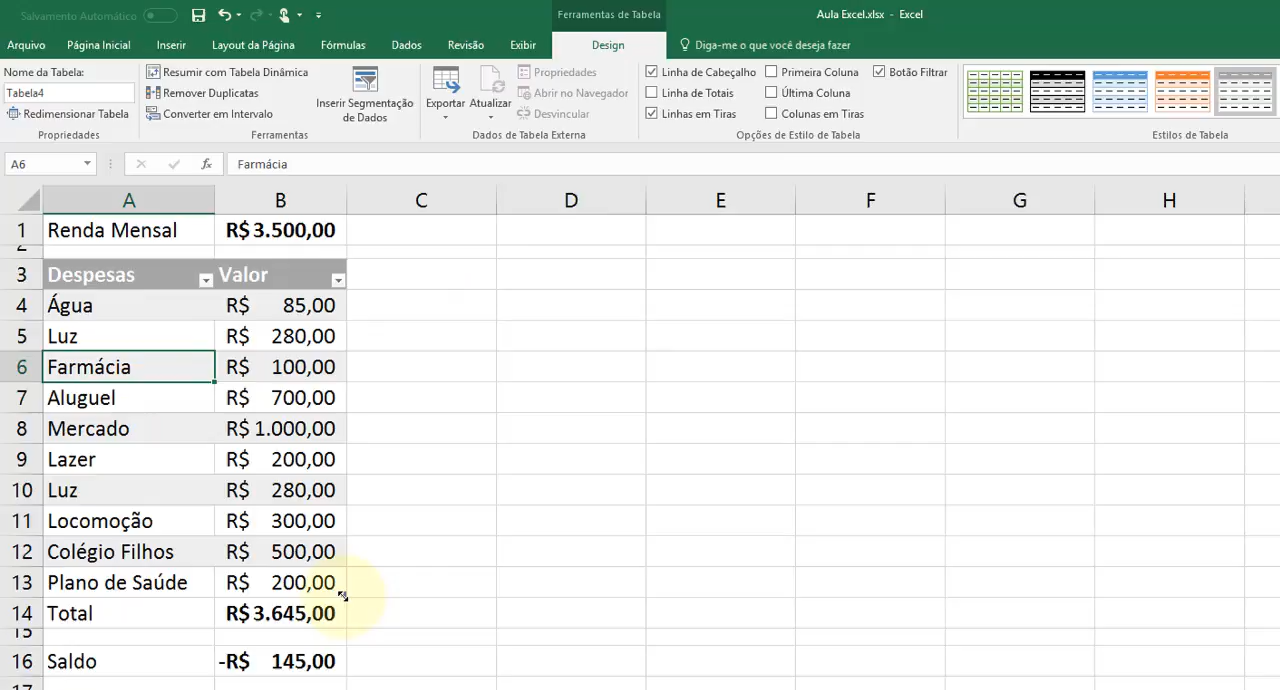 Salvamento Automático
Ferramentas de Tabela
Aula Excel.xlsx - Excel
Arquivo Página Inicial Inserir Layout da Página Fórmulas Dados Revisão Exibir Design Diga-me o que você deseja fazer
Nome da Tabela:
Tabela4
Redimensionar Tabela
Propriedades
Resumir com Tabela Dinâmica
Remover Duplicatas
Converter em Intervalo
Inserir Segmentação
de Dados
Ferramentas
Exportar Atualizar
Propriedades
Abrir no Navegador
Desvincular
Dados de Tabela Externa
Linha de Cabeçalho Primeira Coluna Botão Filtrar
Linha de Totais Última Coluna
Linhas em Tiras Colunas em Tiras
Opções de Estilo de Tabela
Estilos de Tabela
A6 fx Farmácia
A B C D E F G H
1 Renda Mensal R$ 3.500,00
2
3 Despesas Valor
4 Água R$ 85,00
5 Luz R$ 280,00
6 Farmácia R$ 100,00
7 Aluguel R$ 700,00
8 Mercado R$ 1.000,00
9 Lazer R$ 200,00
10 Luz R$ 280,00
11 Locomoção R$ 300,00
12 Colégio Filhos R$ 500,00
13 Plano de Saúde R$ 200,00
14 Total R$ 3.645,00
15
16 Saldo -R$ 145,00
17